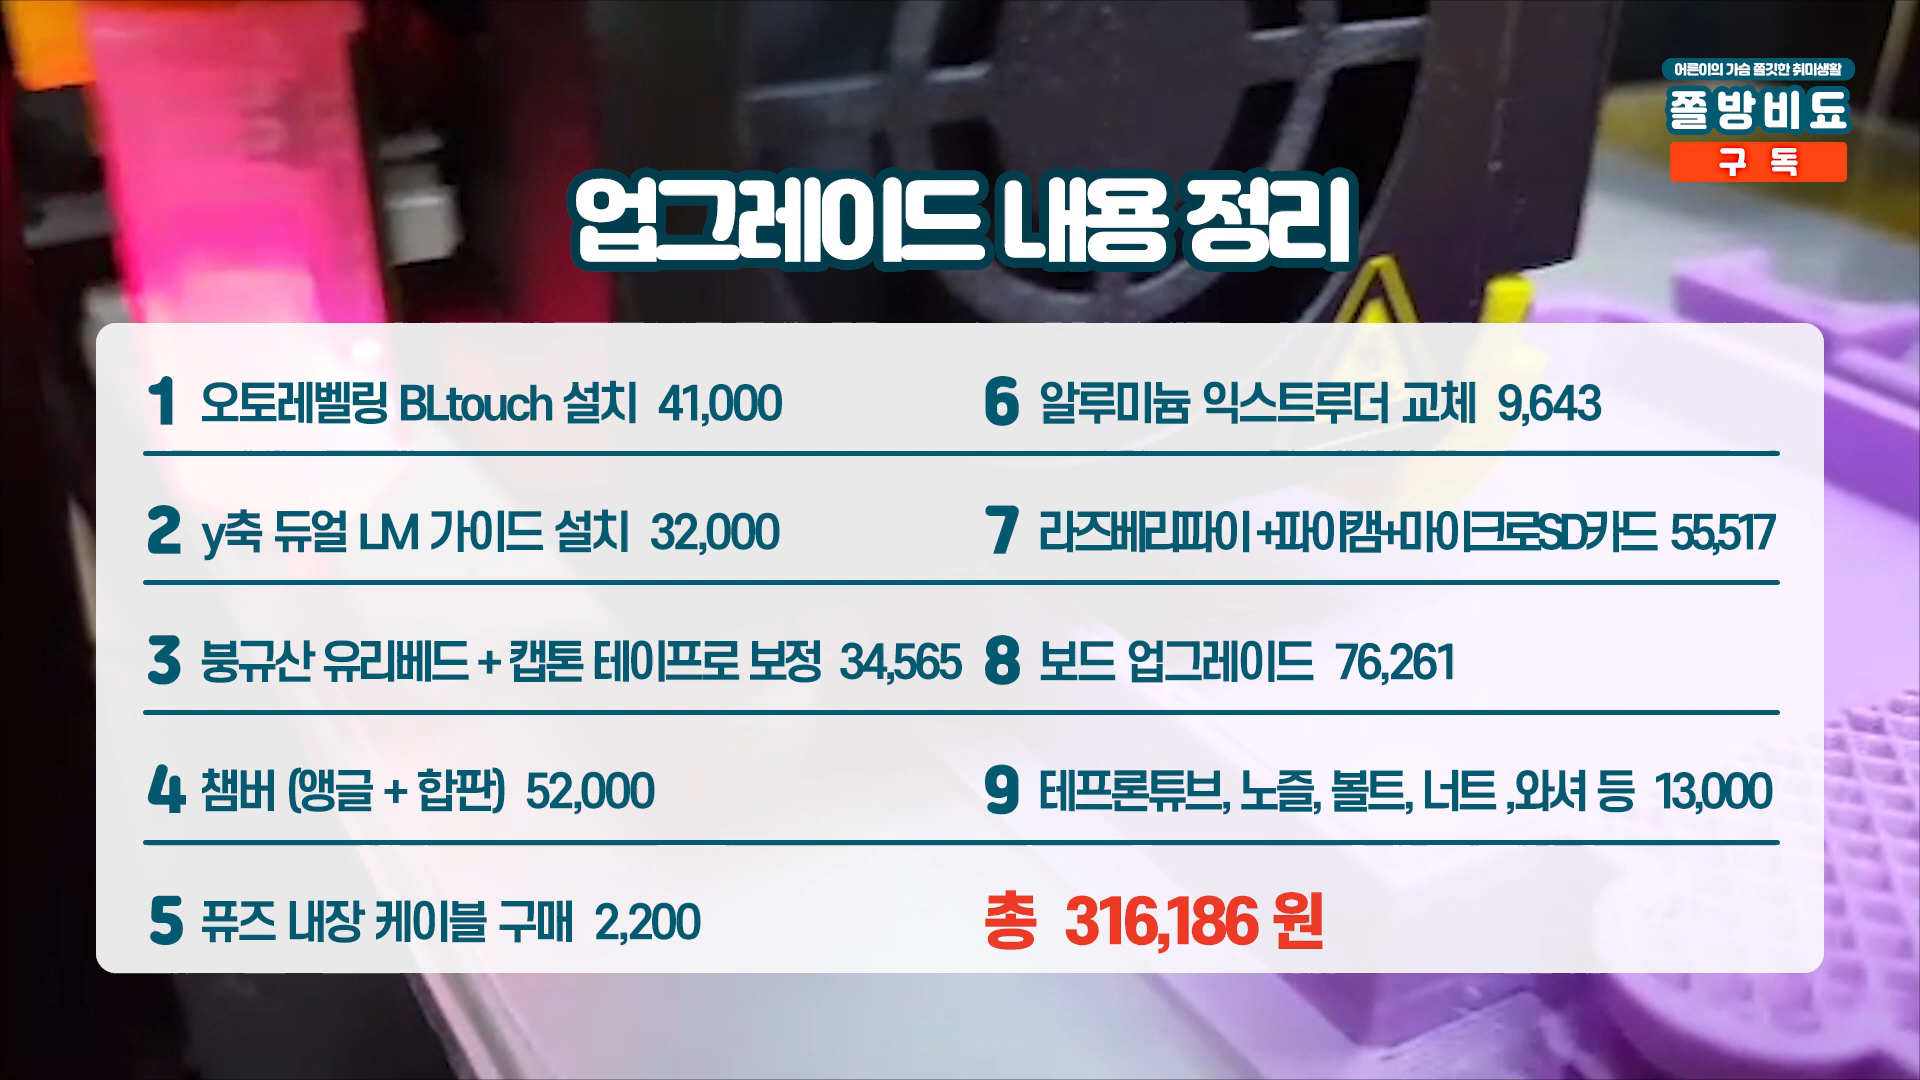 어른이의 가슴 쫄깃한 취미생활
쫄방비됴
구독
업그레이드 내용 정리
1 오토레벨링 BLtouch 설치 41,000
2 y축 듀얼 LM 가이드 설치 32,000
3 붕규산 유리베드 + 캡톤 테이프로 보정 34,565
4 챔버 (앵글 + 합판) 52,000
5 퓨즈 내장 케이블 구매 2,200
6 알루미늄 익스트루더 교체 9,643
7 라즈베리파이 +파이캠+마이크로SD카드 55,517
8 보드 업그레이드 76,261
9 테프론튜브, 노즐, 볼트, 너트 ,와셔 등 13,000
총 316,186 원